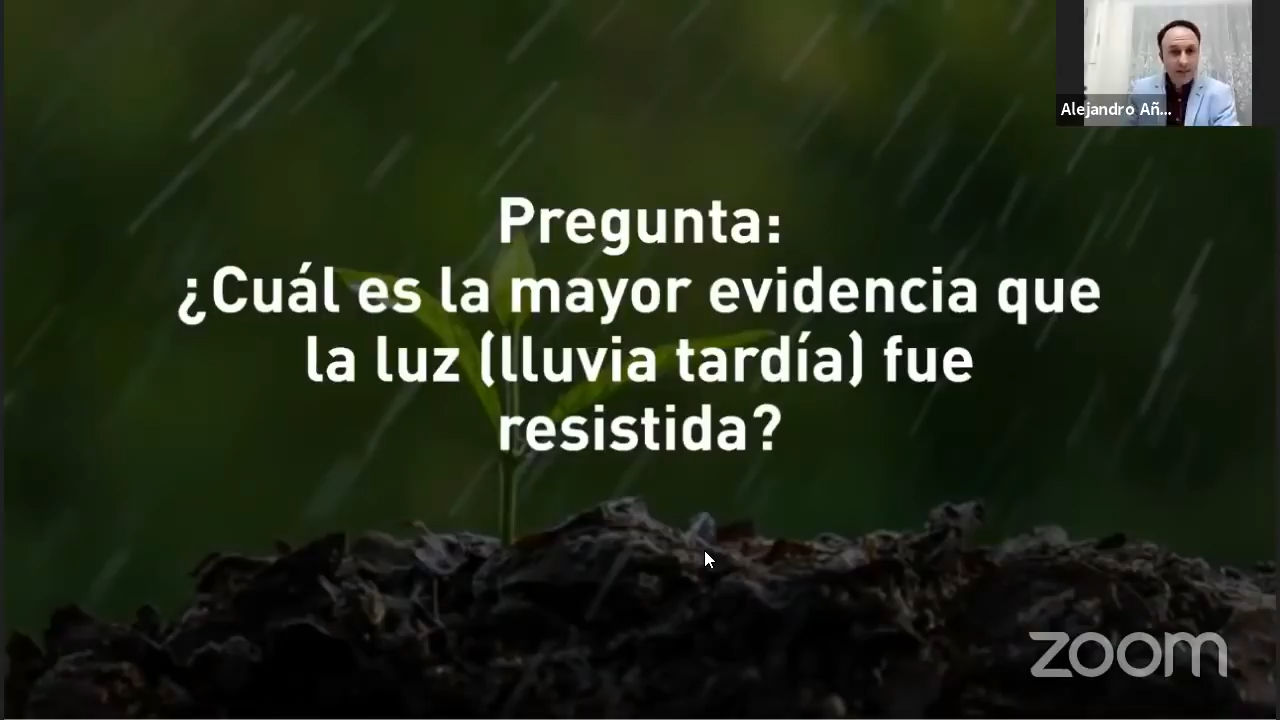 Alejandro Añ...
Pregunta:
¿Cuál es la mayor evidencia que
la luz (lluvia tardía) fue
resistida?
zoom